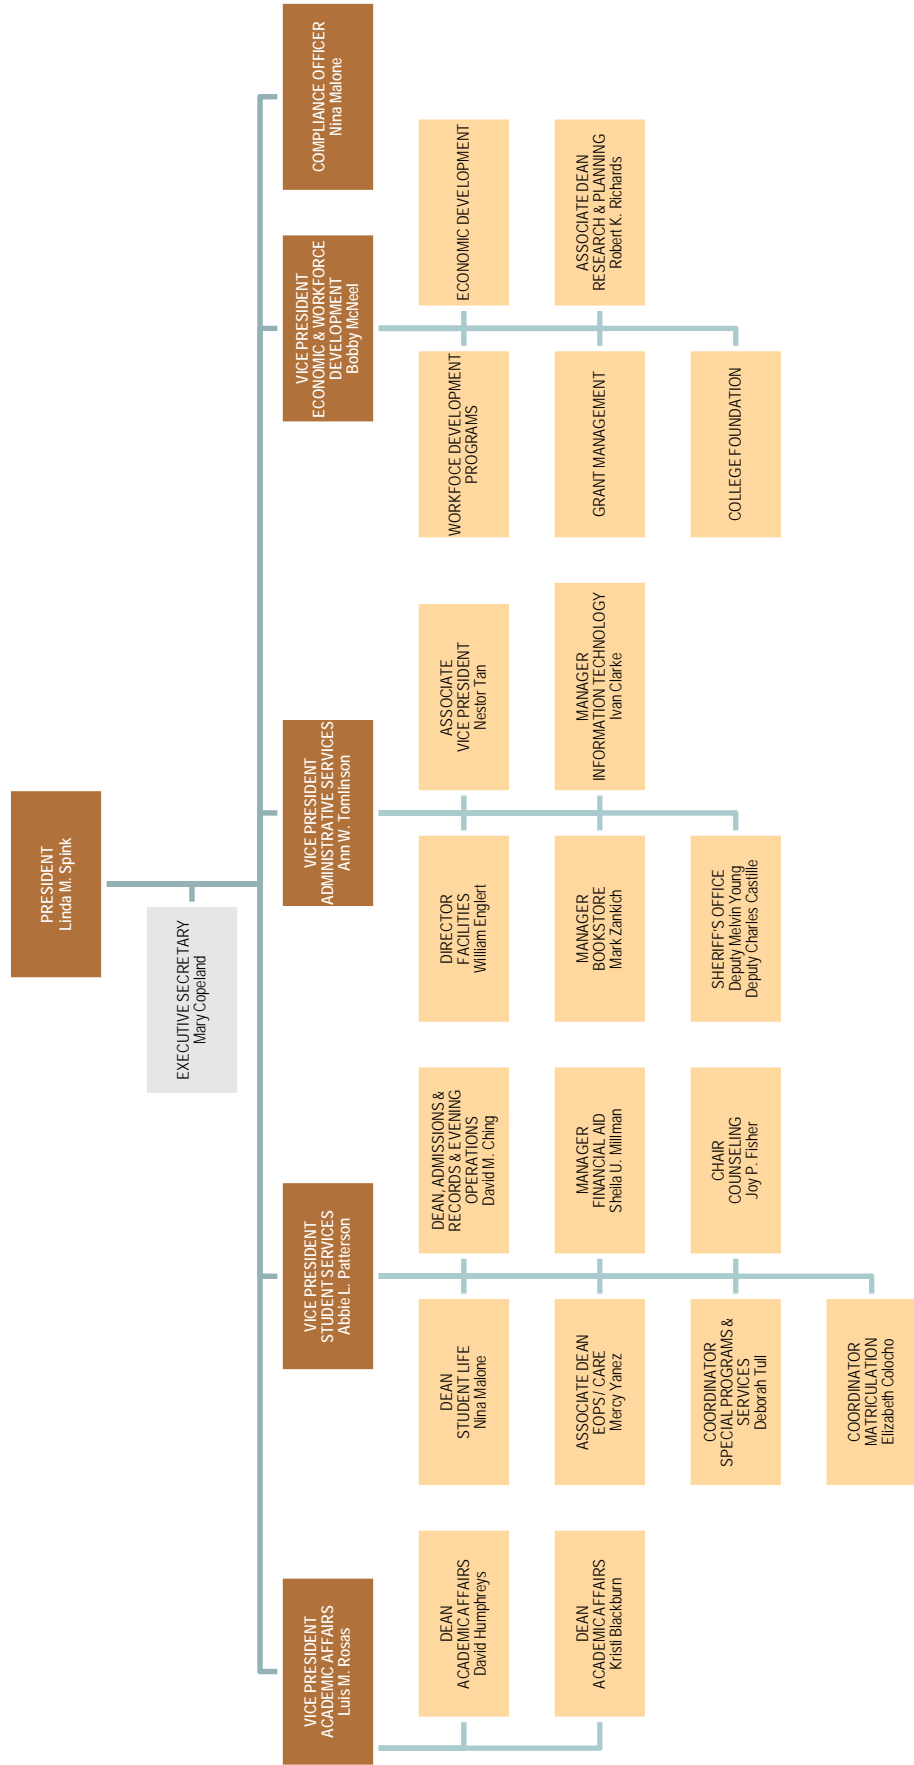 PRESIDENT
Linda M. Spink
EXECUTIVE SECRETARY
Mary Copeland
VICE PRESIDENT
ACADEMIC AFFAIRS
Luis M. Rosas
DEAN
ACADEMIC AFFAIRS
David Humphreys
DEAN
ACADEMIC AFFAIRS
Kristi Blackburn
VICE PRESIDENT
STUDENT SERVICES
Abbie L. Patterson
DEAN
STUDENT LIFE
Nina Malone
DEAN, ADMISSIONS &
RECORDS & EVENING
OPERATIONS
David M. Ching
ASSOCIATE DEAN
EOPS / CARE
Mercy Yanez
MANAGER
FINANCIAL AID
Sheila U. Millman
COORDINATOR
SPECIAL PROGRAMS &
SERVICES
Deborah Tull
CHAIR
COUNSELING
Joy P. Fisher
COORDINATOR
MATRICULATION
Elizabeth Colocho
VICE PRESIDENT
ADMINISTRATIVE SERVICES
Ann W. Tomlinson
DIRECTOR
FACILITIES
William Englert
ASSOCIATE
VICE PRESIDENT
Nestor Tan
MANAGER
BOOKSTORE
Mark Zankich
MANAGER
INFORMATION TECHNOLOGY
Ivan Clarke
SHERIFF'S OFFICE
Deputy Melvin Young
Deputy Charles Castille
VICE PRESIDENT
ECONOMIC & WORKFORCE
DEVELOPMENT
Bobby McNeel
WORKFOCE DEVELOPMENT
PROGRAMS
ECONOMIC DEVELOPMENT
GRANT MANAGEMENT
ASSOCIATE DEAN
RESEARCH & PLANNING
Robert K. Richards
COLLEGE FOUNDATION
COMPLIANCE OFFICER
Nina Malone